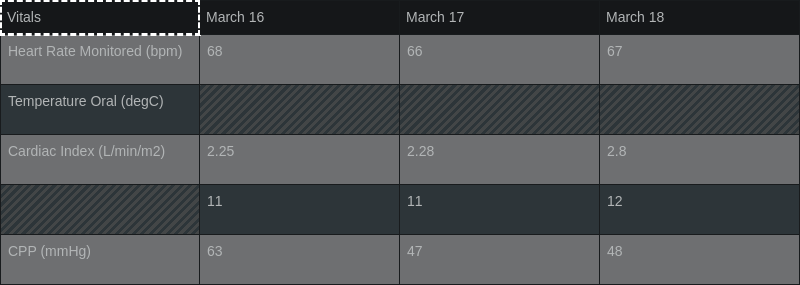 Vitals March 16 March 17 March 18
Heart Rate Monitored (bpm) 68 66 67
Temperature Oral (degC)
Cardiac Index (L/min/m2) 2.25 2.28 2.8
11 11 12
CPP (mmHg) 63 47 48